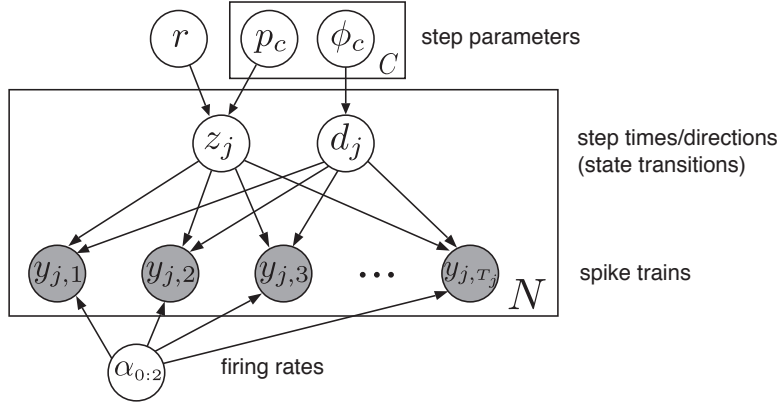 r p_c ϕ_c step parameters
C
z_j d_j step times/directions
(state transitions)
y_{j,1} y_{j,2} y_{j,3} ... y_{j,T_j} spike trains
N
α_{0:2} firing rates